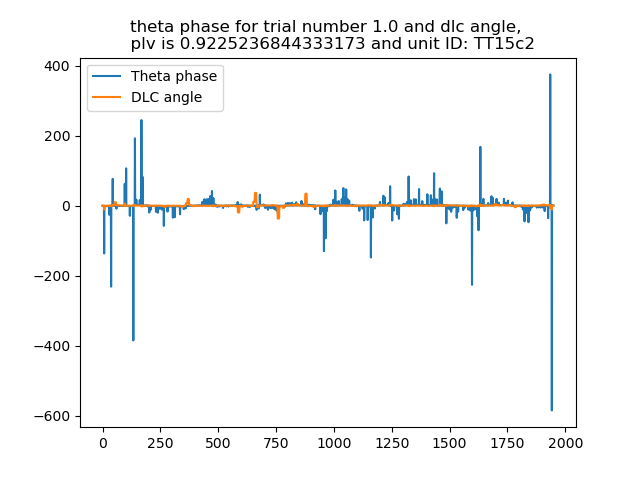 theta phase for trial number 1.0 and dlc angle,
plv is 0.9225236844333173 and unit ID: TT15c2
Theta phase
DLC angle
400
200
0
−200
−400
−600
0 250 500 750 1000 1250 1500 1750 2000